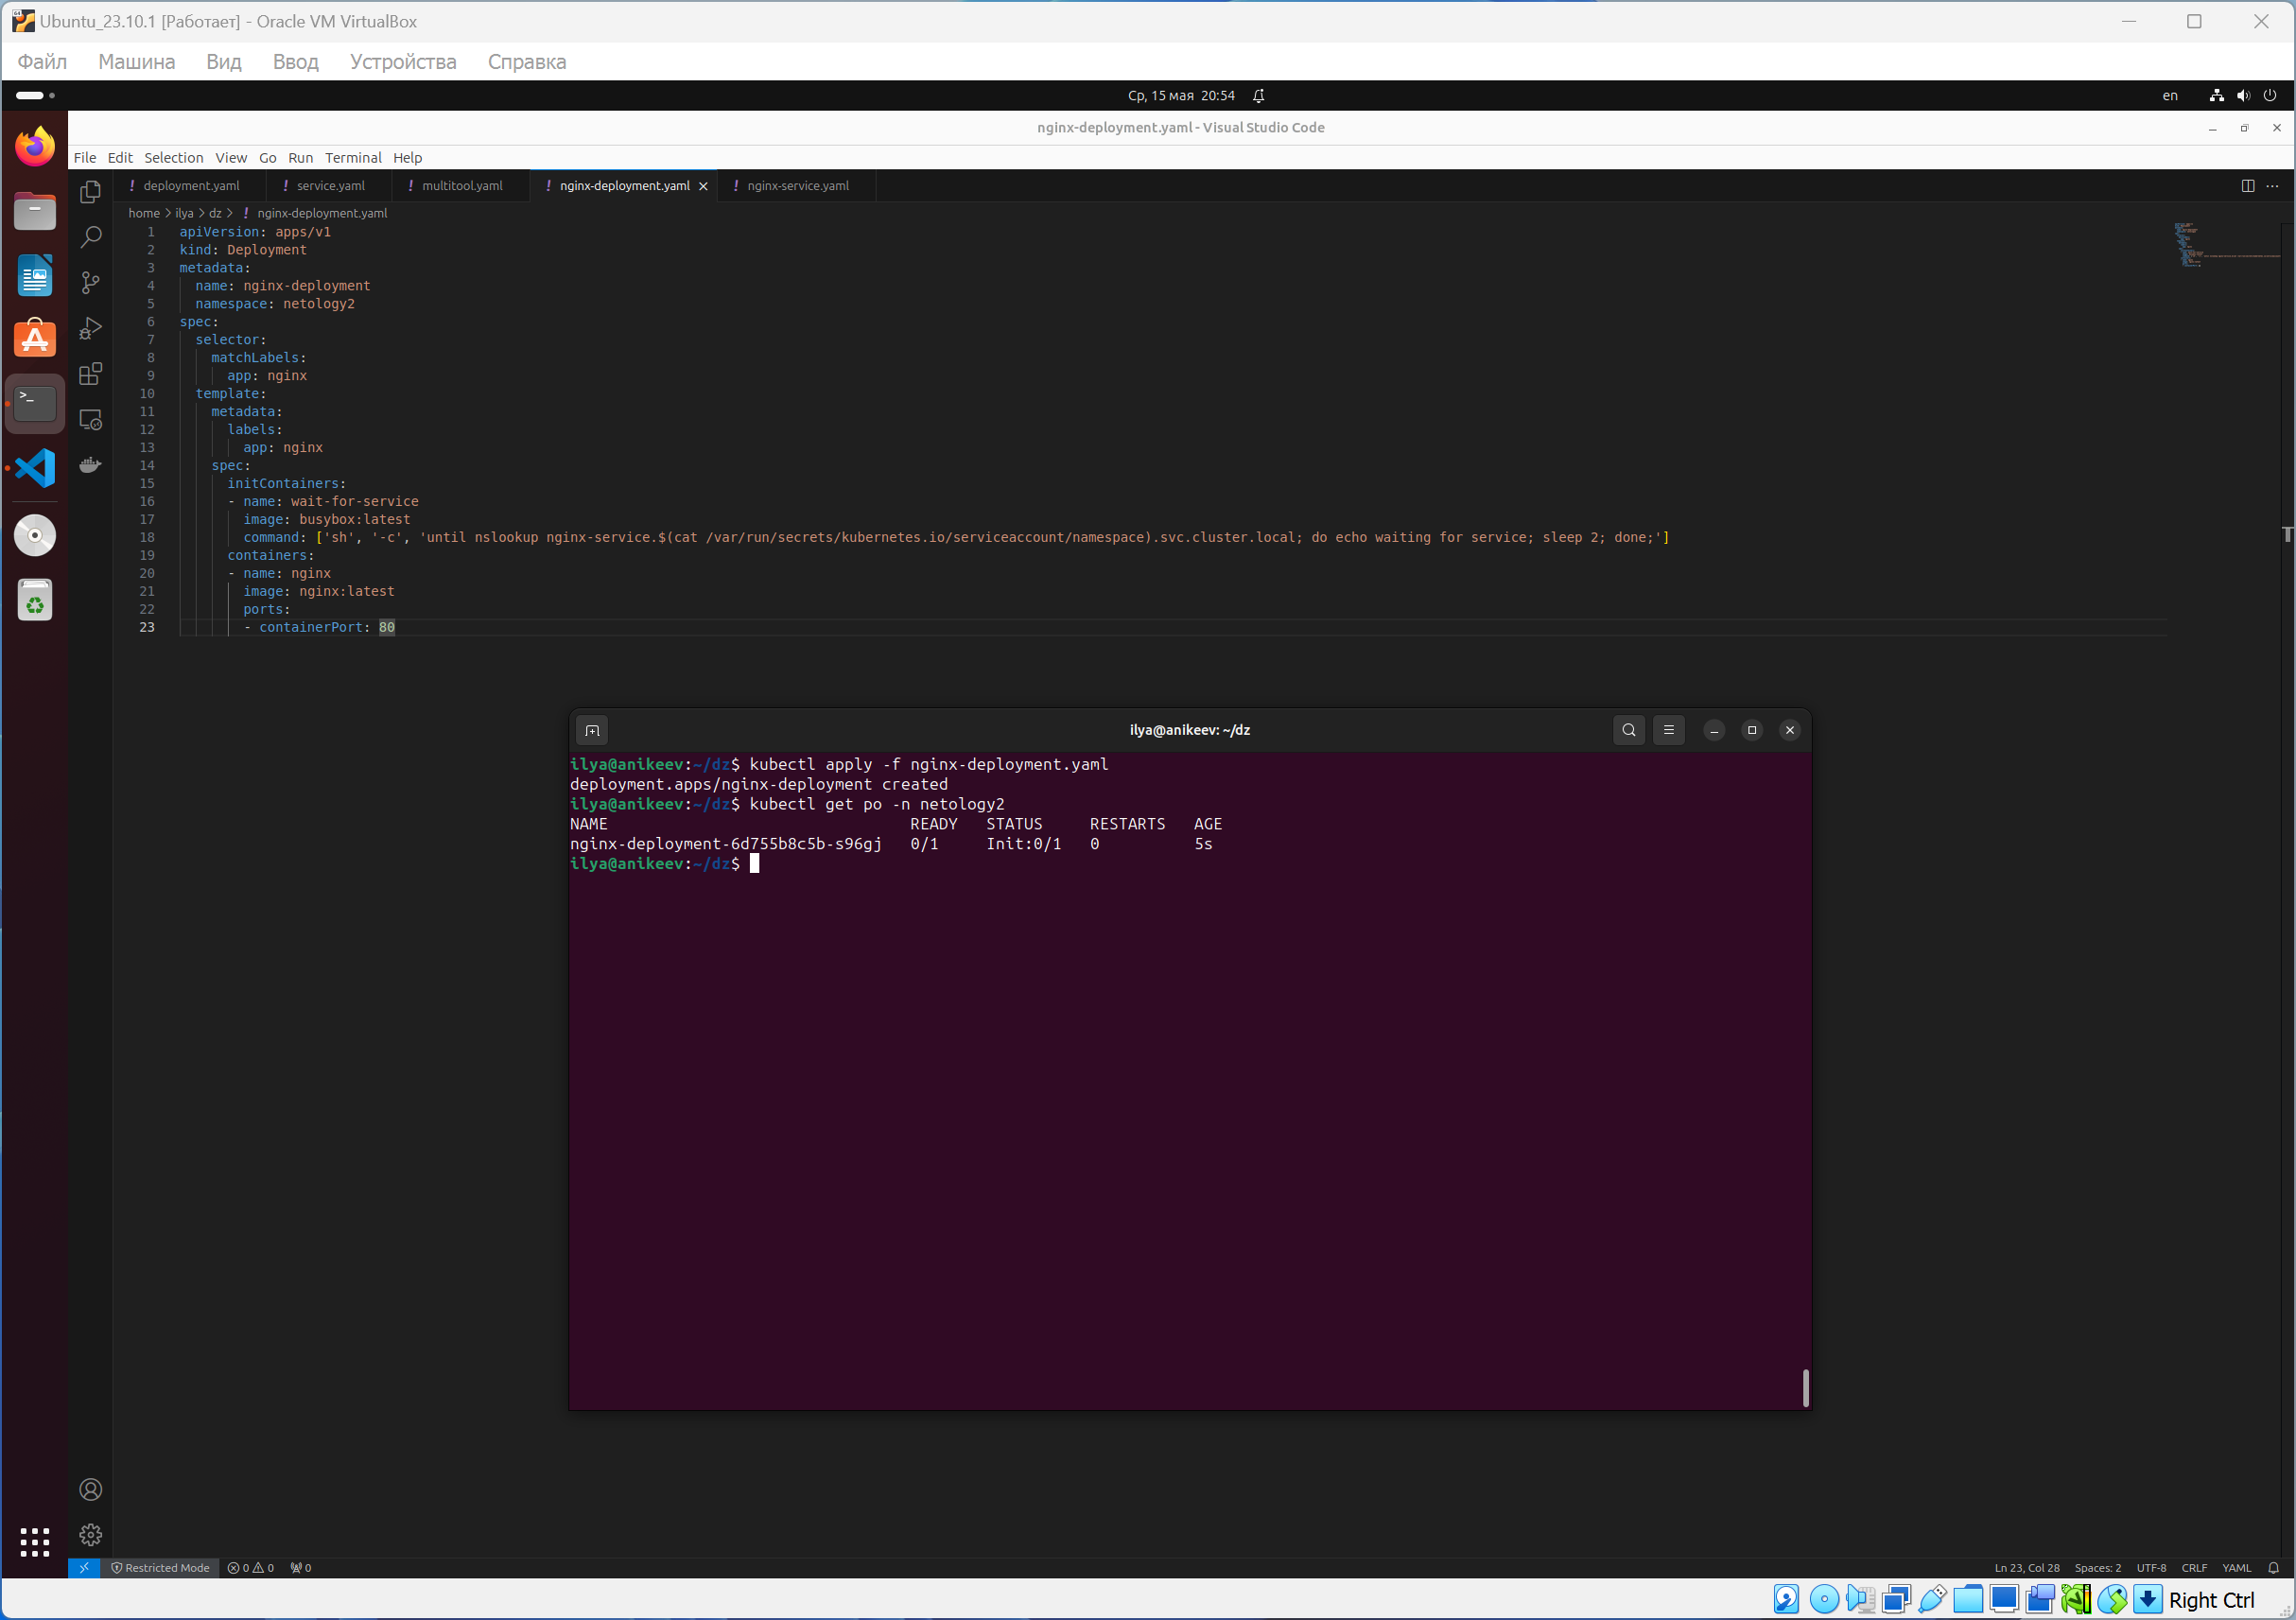 Ubuntu_23.10.1 [Работает] - Oracle VM VirtualBox
Файл Машина Вид Ввод Устройства Справка
Ср, 15 мая 20:54
en
nginx-deployment.yaml - Visual Studio Code
File Edit Selection View Go Run Terminal Help
! deployment.yaml ! service.yaml ! multitool.yaml ! nginx-deployment.yaml ! nginx-service.yaml
home > ilya > dz > ! nginx-deployment.yaml
1 apiVersion: apps/v1
2 kind: Deployment
3 metadata:
4 name: nginx-deployment
5 namespace: netology2
6 spec:
7 selector:
8 matchLabels:
9 app: nginx
10 template:
11 metadata:
12 labels:
13 app: nginx
14 spec:
15 initContainers:
16 - name: wait-for-service
17 image: busybox:latest
18 command: ['sh', '-c', 'until nslookup nginx-service.$(cat /var/run/secrets/kubernetes.io/serviceaccount/namespace).svc.cluster.local; do echo waiting for service; sleep 2; done;']
19 containers:
20 - name: nginx
21 image: nginx:latest
22 ports:
23 - containerPort: 80
ilya@anikeev: ~/dz
ilya@anikeev:~/dz$ kubectl apply -f nginx-deployment.yaml
deployment.apps/nginx-deployment created
ilya@anikeev:~/dz$ kubectl get po -n netology2
NAME READY STATUS RESTARTS AGE
nginx-deployment-6d755b8c5b-s96gj 0/1 Init:0/1 0 5s
ilya@anikeev:~/dz$
Restricted Mode 0 0 0 Ln 23, Col 28 Spaces: 2 UTF-8 CRLF YAML
Right Ctrl